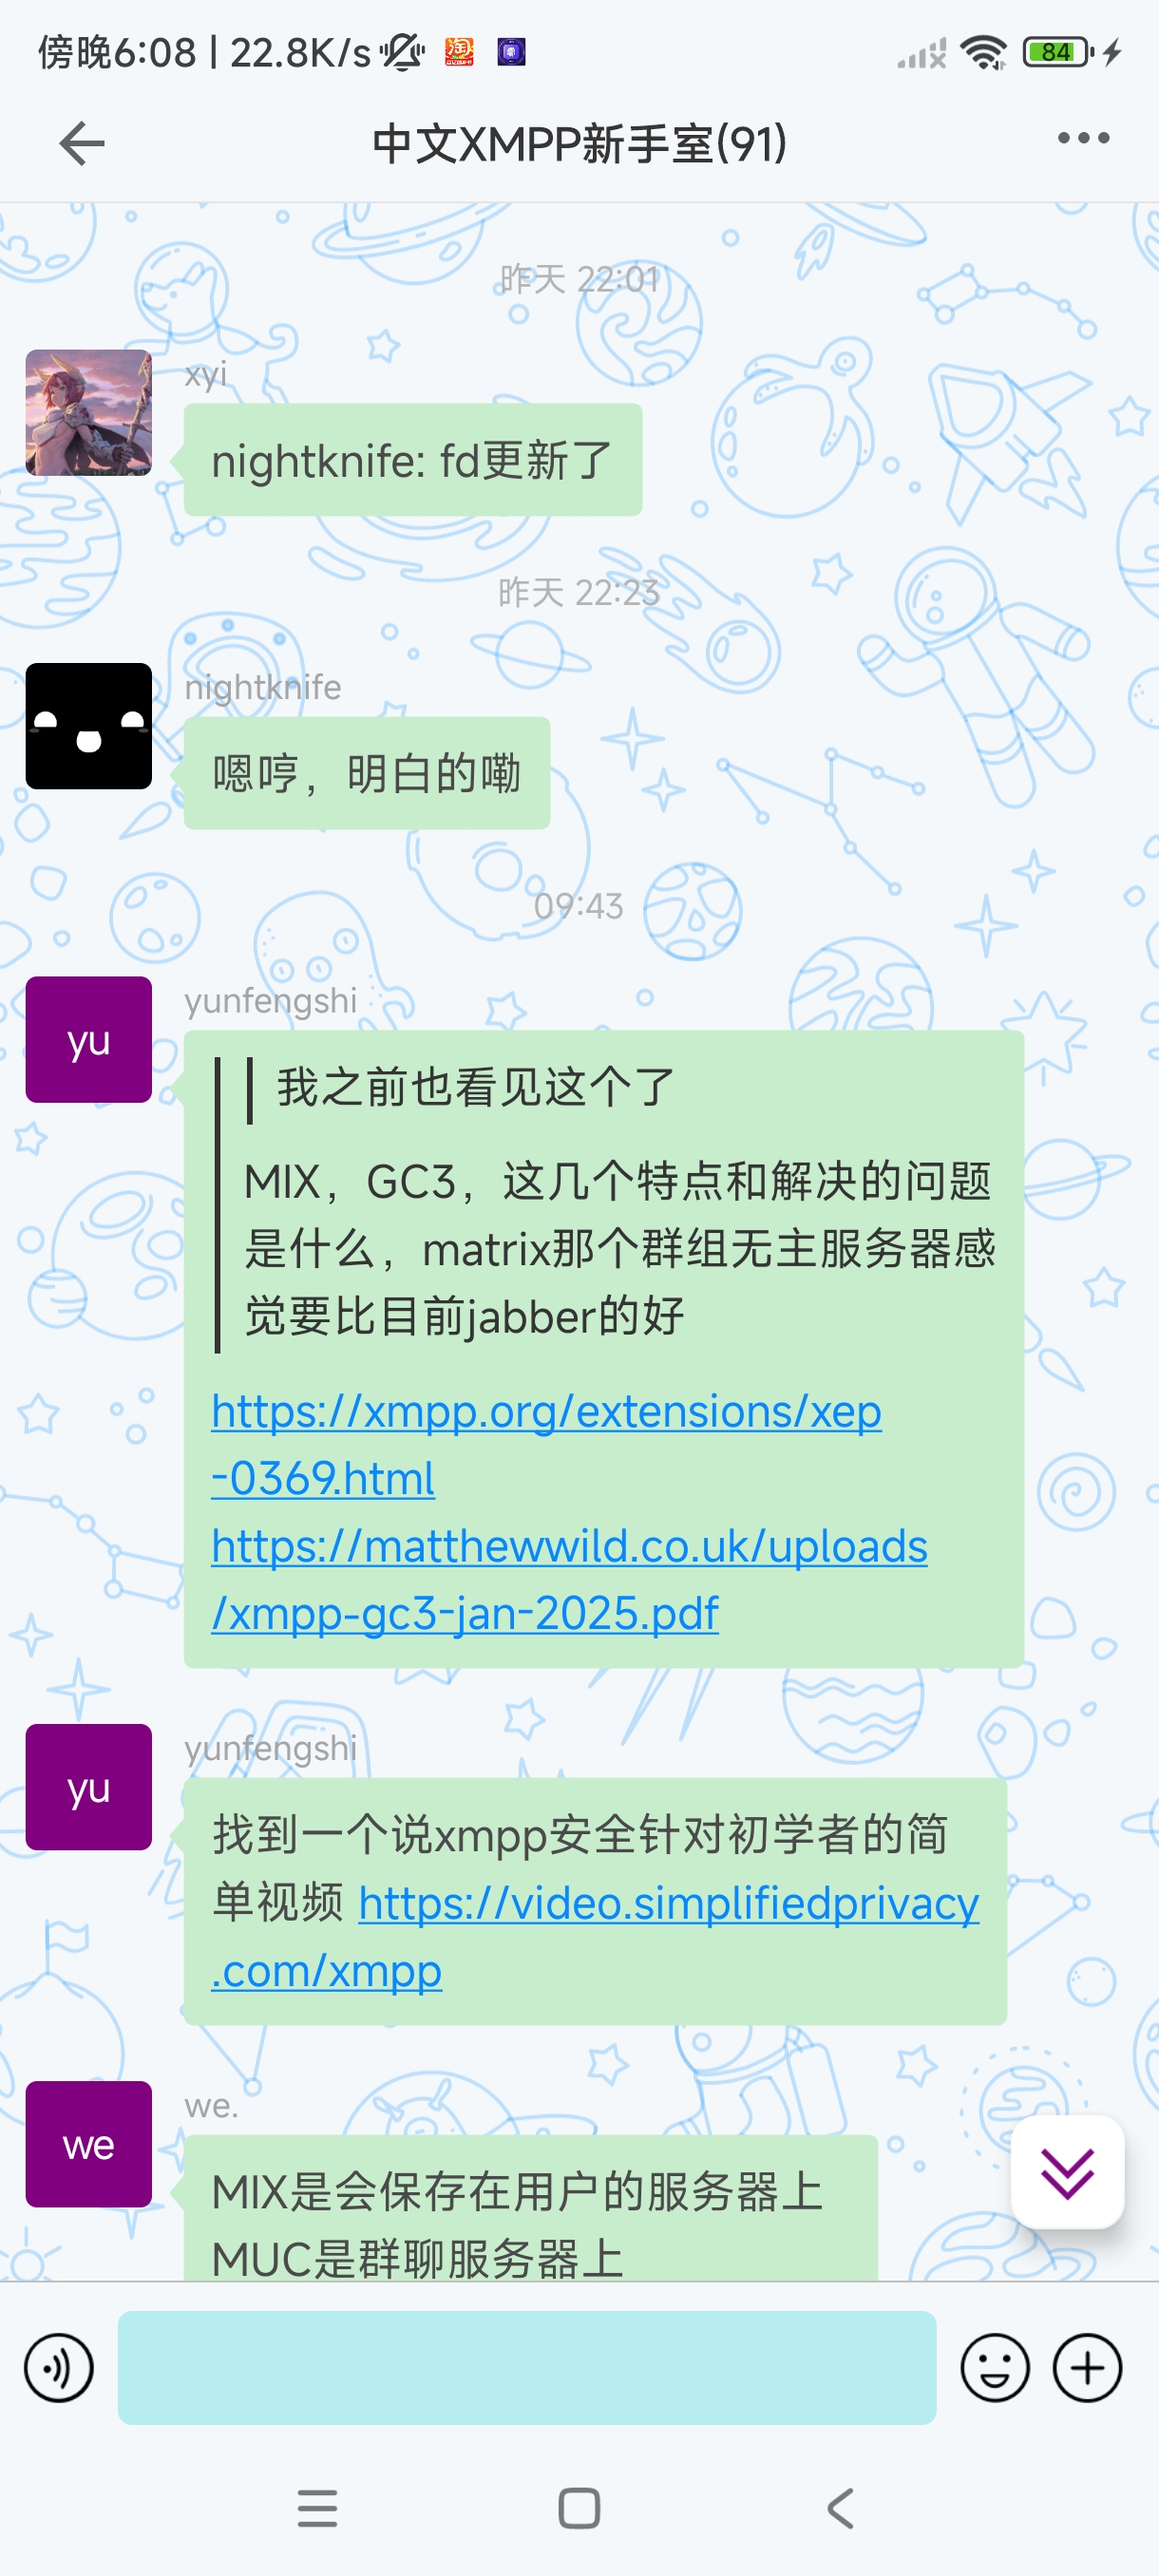 傍晚6:08 | 22.8K/s
淘
84
中文XMPP新手室(91)
昨天 22:01
xyi
nightknife: fd更新了
昨天 22:23
nightknife
嗯哼，明白的嘞
09:43
yu
yunfengshi
我之前也看见这个了
MIX，GC3，这几个特点和解决的问题
是什么，matrix那个群组无主服务器感
觉要比目前jabber的好
https://xmpp.org/extensions/xep
-0369.html
https://matthewwild.co.uk/uploads
/xmpp-gc3-jan-2025.pdf
yu
yunfengshi
找到一个说xmpp安全针对初学者的简
单视频 https://video.simplifiedprivacy
.com/xmpp
we
we.
MIX是会保存在用户的服务器上
MUC是群聊服务器上